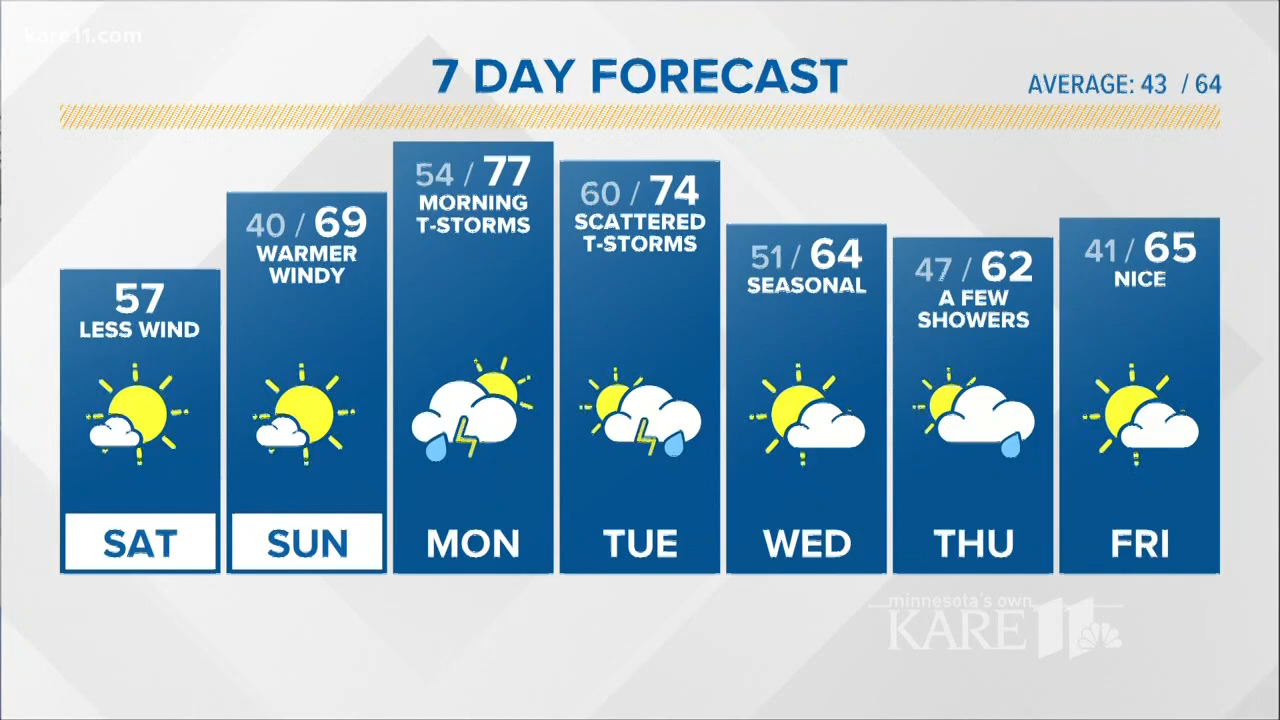 kare11.com
7 DAY FORECAST
AVERAGE: 43 / 64
57
LESS WIND
SAT
40 / 69
WARMER
WINDY
SUN
54 / 77
MORNING
T-STORMS
MON
60 / 74
SCATTERED
T-STORMS
TUE
51 / 64
SEASONAL
WED
47 / 62
A FEW
SHOWERS
THU
41 / 65
NICE
FRI
minnesota's own
KARE 11